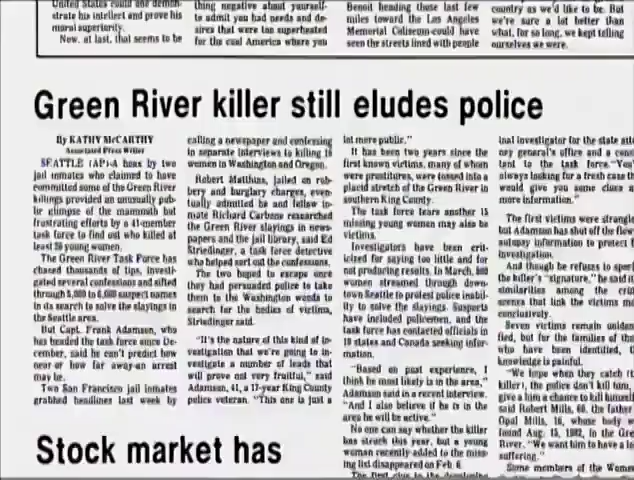 United States could one demon-
strate his intellect and prove his
moral superiority.
Now, at last, that seems to be
thing negative about yourself-
to admit you had needs and de-
sires that were too superheated
for the cool America where you
Benoit heading those last few
miles toward the Los Angeles
Memorial Coliseum could have
seen the streets lined with people
country as we'd like to be. But
we're sure a lot better than
what, for so long, we kept telling
ourselves we were.
Green River killer still eludes police
By KATHY McCARTHY
Associated Press Writer
SEATTLE (AP)-A hoax by two
jail inmates who claimed to have
committed some of the Green River
killings provided an unusually pub-
lic glimpse of the mammoth but
frustrating efforts by a 41-member
task force to find out who killed at
least 26 young women.
The Green River Task Force has
chased thousands of tips, investi-
gated several confessions and sifted
through 5,000 to 6,000 suspect names
in its search to solve the slayings in
the Seattle area.
But Capt. Frank Adamson, who
has headed the task force since De-
cember, said he can't predict how
near or how far away an arrest
may be.
Two San Francisco jail inmates
grabbed headlines last week by
calling a newspaper and confessing
in separate interviews to killing 16
women in Washington and Oregon.
Robert Matthias, jailed on rob-
bery and burglary charges, even-
tually admitted he and fellow in-
mate Richard Carbone researched
the Green River slayings in news-
papers and the jail library, said Ed
Striedinger, a task force detective
who helped sort out the confessions.
The two hoped to escape once
they had persuaded police to take
them to the Washington woods to
search for the bodies of victims,
Striedinger said.
"It's the nature of this kind of in-
vestigation that we're going to in-
vestigate a number of leads that
will prove not very fruitful," said
Adamson, 41, a 17-year King County
police veteran. "This one is just a
lot more public."
It has been two years since the
first known victims, many of whom
were prostitutes, were tossed into a
placid stretch of the Green River in
southern King County.
The task force fears another 15
missing young women may also be
victims.
Investigators have been crit-
icized for saying too little and for
not producing results. In March, 
women streamed through down-
town Seattle to protest police inabil-
ity to solve the slayings. Suspects
have included policemen, and the
task force has contacted officials in
states and Canada seeking infor-
mation.
"Based on past experience, I
think he most likely is in the area,"
Adamson said in a recent interview.
"And I also believe if he is in the
area he will be active."
No one can say whether the killer
has struck this year, but a young
woman recently added to the miss-
ing list disappeared on Feb. 6.
The first clue to the developing
inal investigator for the state
ney general's office and a
tant to the task force. "You'
always looking for a fresh case
would give you some clues
more information."
The first victims were
but Adamson has shut off the
autopsy information to protect
investigation.
And though he refuses to
the killer's "signature," he said
similarities among the
scenes that link the victims
conclusively.
Seven victims remain
fied, but for the families of
who have been identified,
knowledge is painful.
"We hope when they catch
killer), the police don't kill him,
give him a chance to kill himself
said Robert Mills, 60, the
Opal Mills, 16, whose body
found Aug. 15, 1982, in the
River. "We want him to have a
suffering."
Some members of the
Stock market has